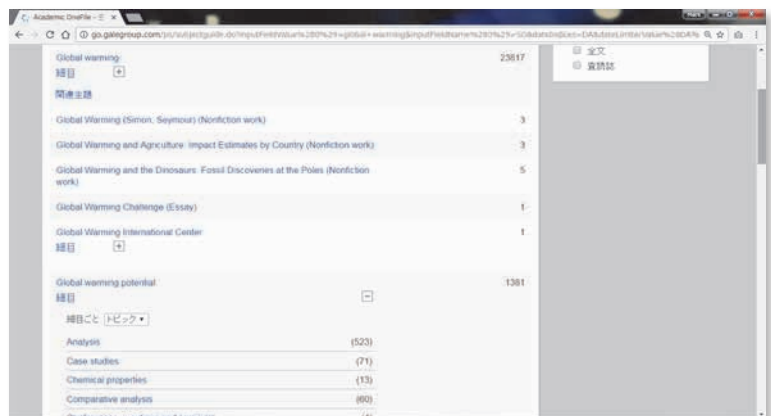 Academic OneFile -
Global warming 23817
細目
関連主題
Global Warming (Simon, Seymour) (Nonfiction work) 3
Global Warming and Agriculture: Impact Estimates by Country (Nonfiction work) 3
Global Warming and the Dinosaurs: Fossil Discoveries at the Poles (Nonfiction
work) 5
Global Warming Challenge (Essay) 1
Global Warming International Center 1
細目
Global warming potential 1381
細目
細目ごと トピック
Analysis (523)
Case studies (71)
Chemical properties (13)
Comparative analysis (60)
全文
査読誌